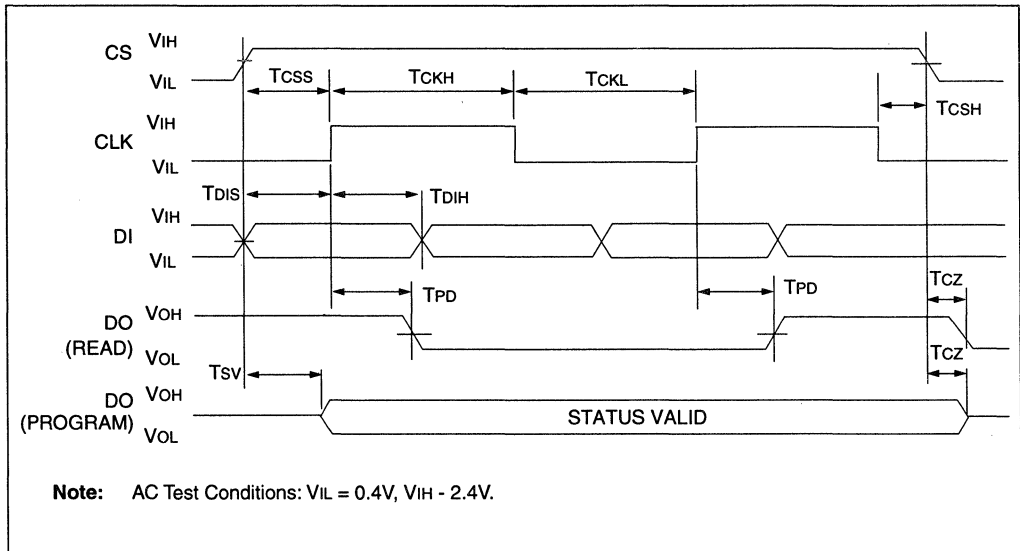 CS VIH
VIL
TCSS TCKH TCKL
TCSH
CLK VIH
VIL
TDIS TDIH
DI VIH
VIL
TPD TPD
TCZ
DO (READ) VOH
VOL
TSV TCZ
DO (PROGRAM) VOH
VOL
STATUS VALID
Note: AC Test Conditions: VIL = 0.4V, VIH - 2.4V.